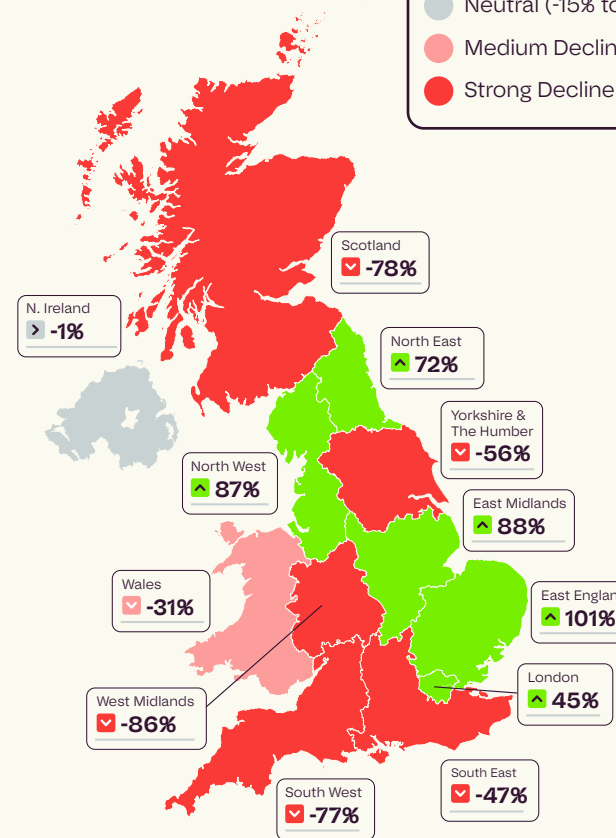 Neutral (-15% to
Medium Declin
Strong Decline
Scotland
-78%
N. Ireland
-1%
North East
72%
Yorkshire &
The Humber
-56%
North West
87%
East Midlands
88%
Wales
-31%
East Englan
101%
London
45%
West Midlands
-86%
South East
-47%
South West
-77%